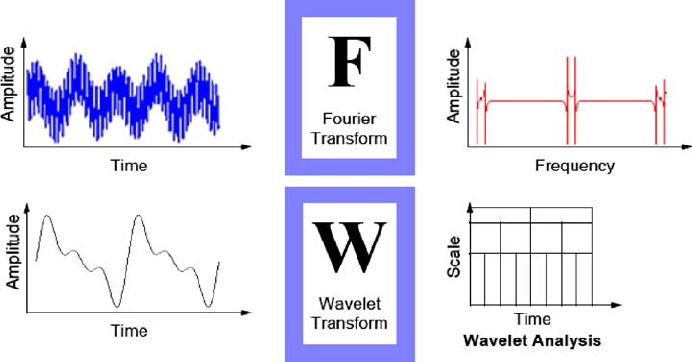 Amplitude
Time
F
Fourier
Transform
Amplitude
Frequency
Amplitude
Time
W
Wavelet
Transform
Scale
Time
Wavelet Analysis